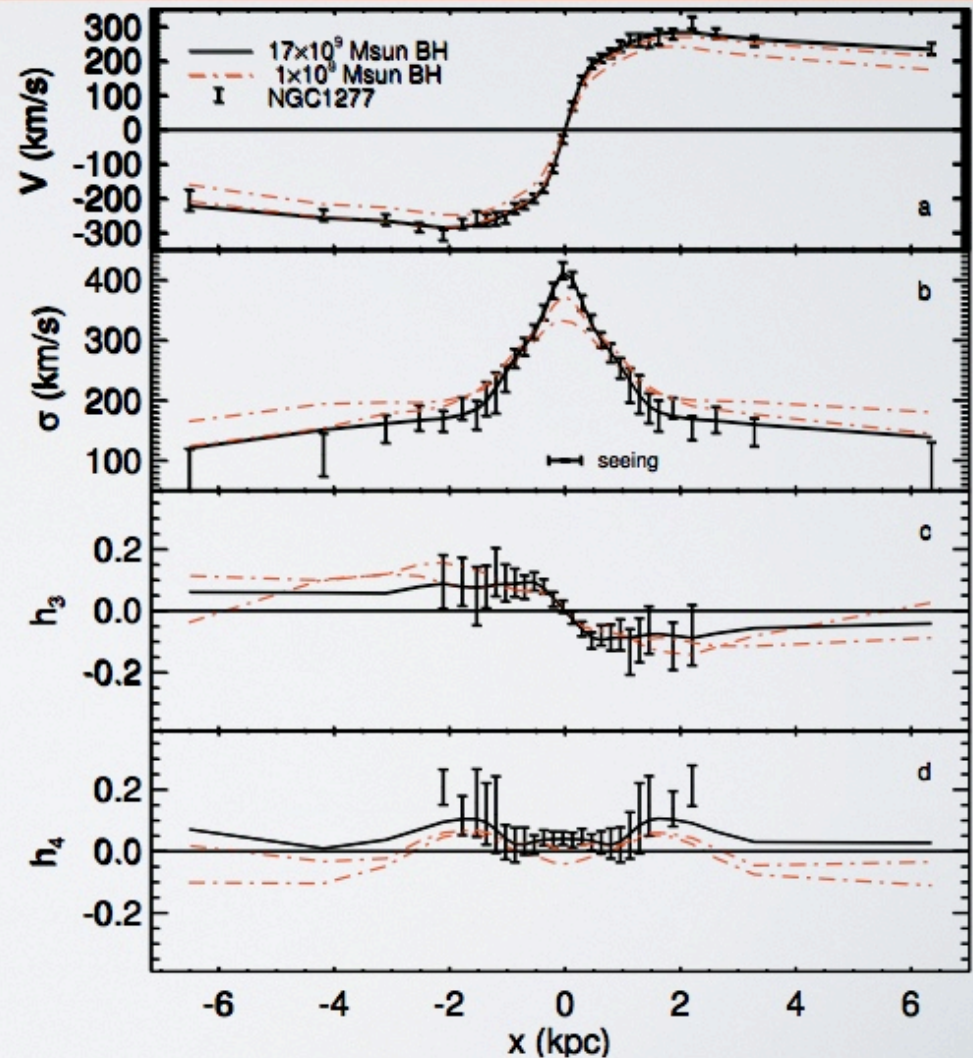 300
200
100
0
-100
-200
-300
V (km/s)
17×10⁹ Msun BH
1×10⁹ Msun BH
NGC1277
a
400
300
200
100
σ (km/s)
b
seeing
0.2
0.0
-0.2
h₃
c
0.2
0.0
-0.2
h₄
d
-6 -4 -2 0 2 4 6
x (kpc)